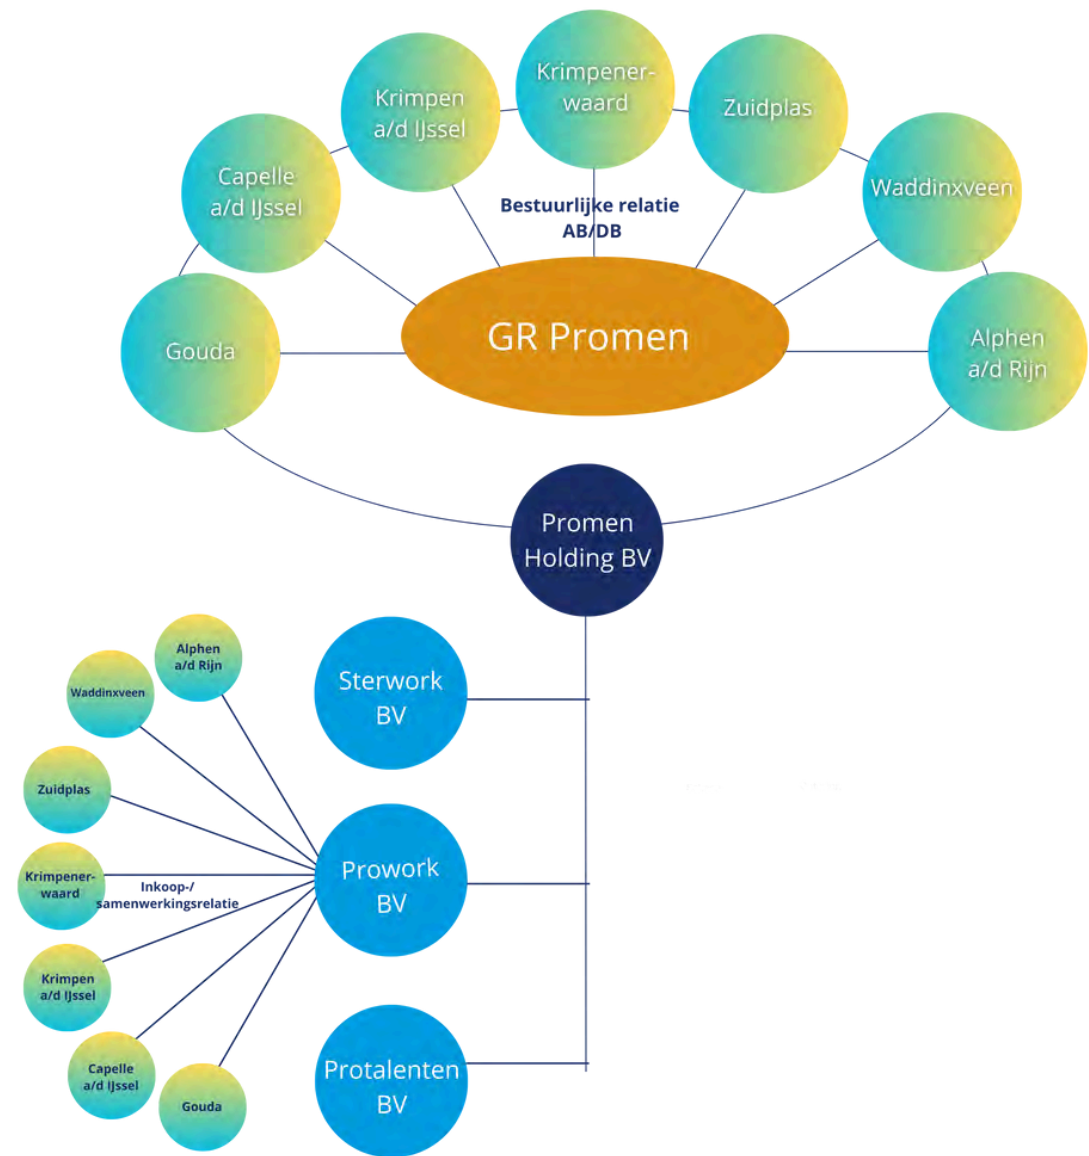 Krimpener-
waard
Krimpen
a/d IJssel
Zuidplas
Capelle
a/d IJssel
Waddinxveen
Bestuurlijke relatie
AB/DB
Gouda
GR Promen
Alphen
a/d Rijn
Promen
Holding BV
Sterwork
BV
Prowork
BV
Protalenten
BV
Alphen
a/d Rijn
Waddinxveen
Zuidplas
Krimpener-
waard
Inkoop-/
samenwerkingsrelatie
Krimpen
a/d IJssel
Capelle
a/d IJssel
Gouda